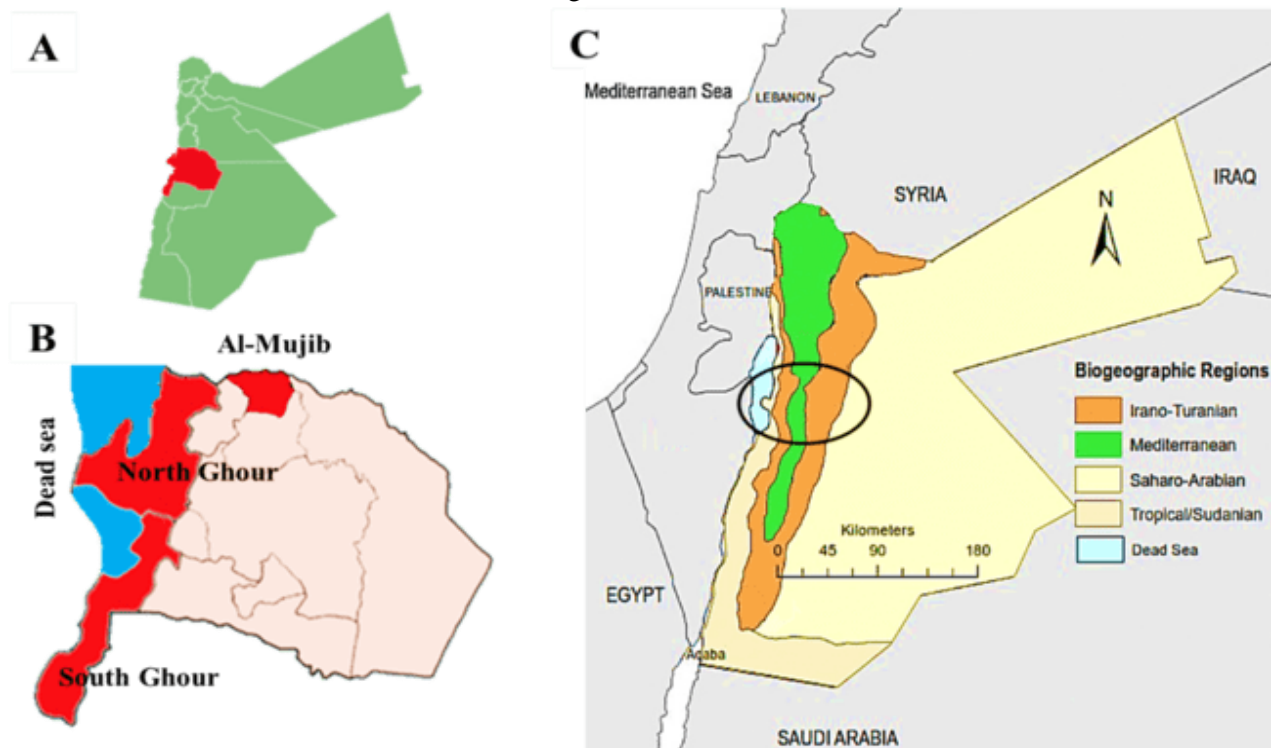 A
B
Al-Mujib
Dead sea
North Ghour
South Ghour
C
Mediterranean Sea
LEBANON
SYRIA
IRAQ
N
PALESTINE
Biogeographic Regions
Irano-Turanian
Mediterranean
Saharo-Arabian
Tropical/Sudanian
Dead Sea
Kilometers
0 45 90 180
EGYPT
Aqaba
SAUDI ARABIA